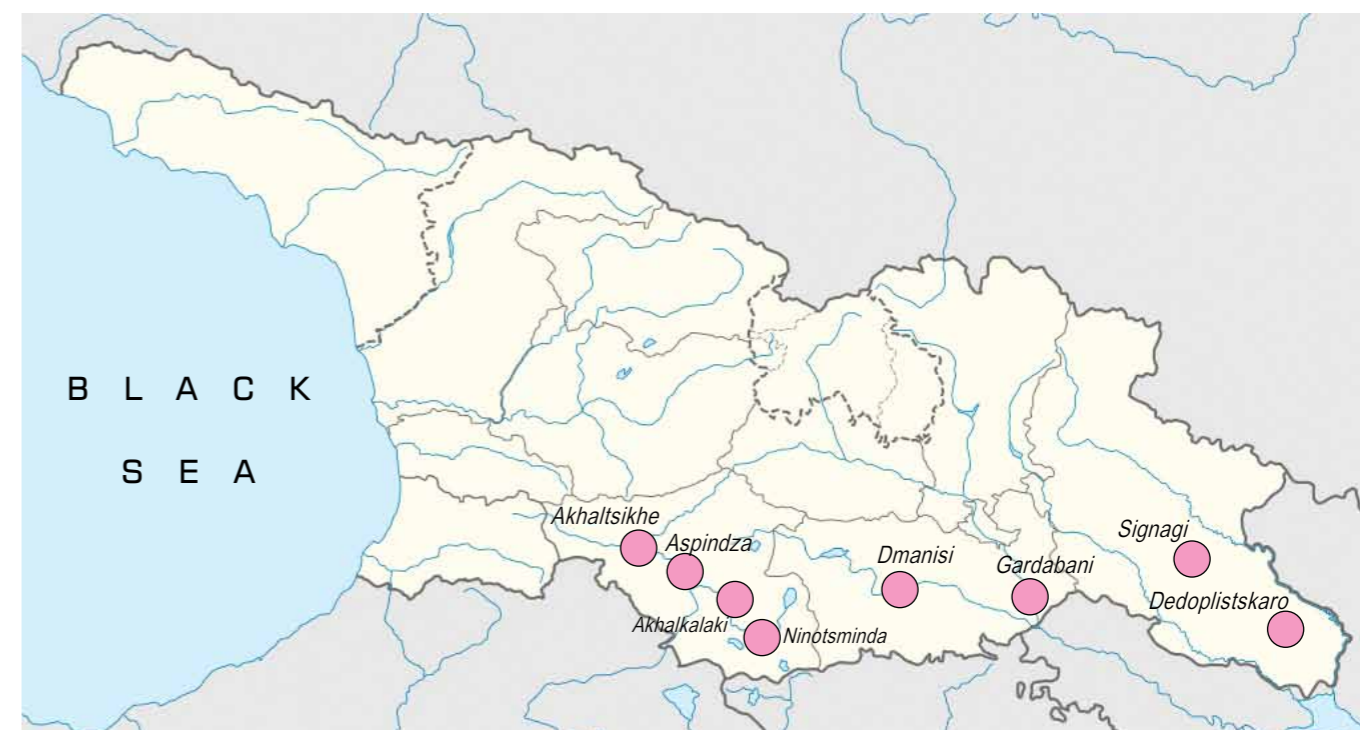 B L A C K
S E A
Akhaltsikhe
Aspindza
Akhalkalaki
Ninotsminda
Dmanisi
Gardabani
Signagi
Dedoplistskaro